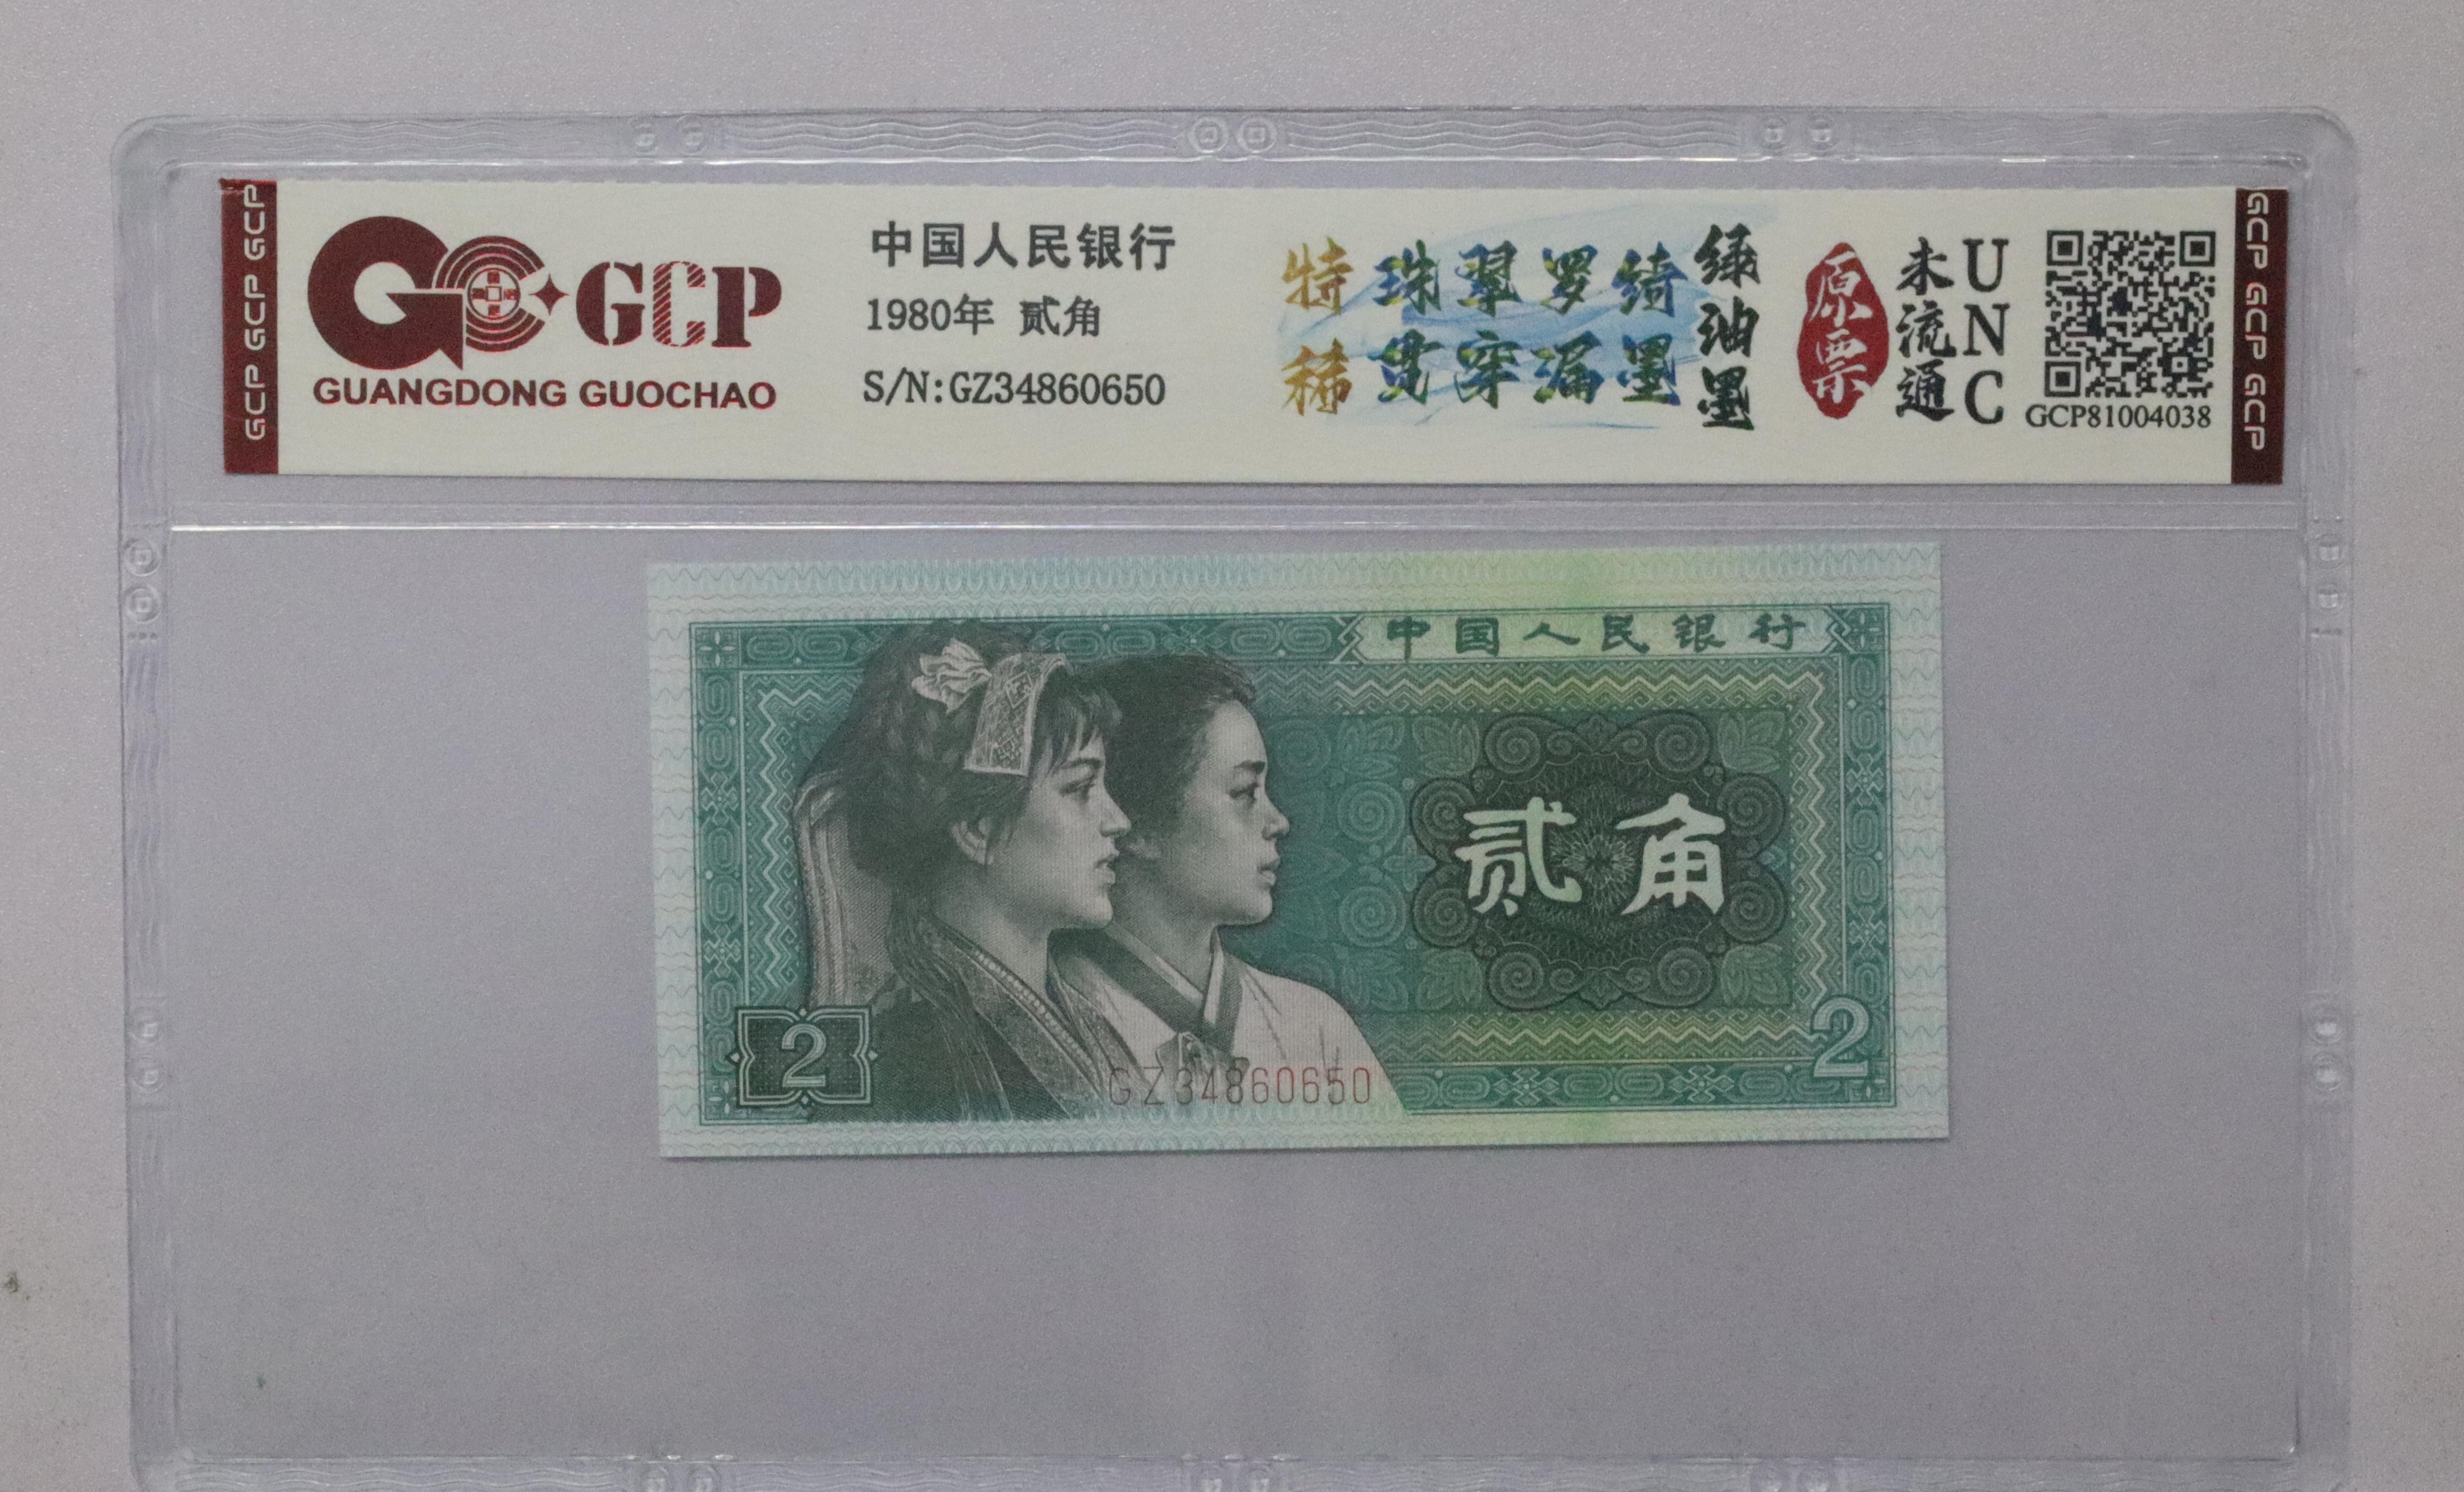 GCP GCP GCP
GCP
GUANGDONG GUOCHAO
中国人民银行
1980年 贰角
S/N:GZ34860650
特稀
珠翠罗绮
贯穿漏墨
绿油墨
原票
未流通
UNC
GCP81004038
GCP GCP GCP
中国人民银行
贰角
2
2
GZ34860650